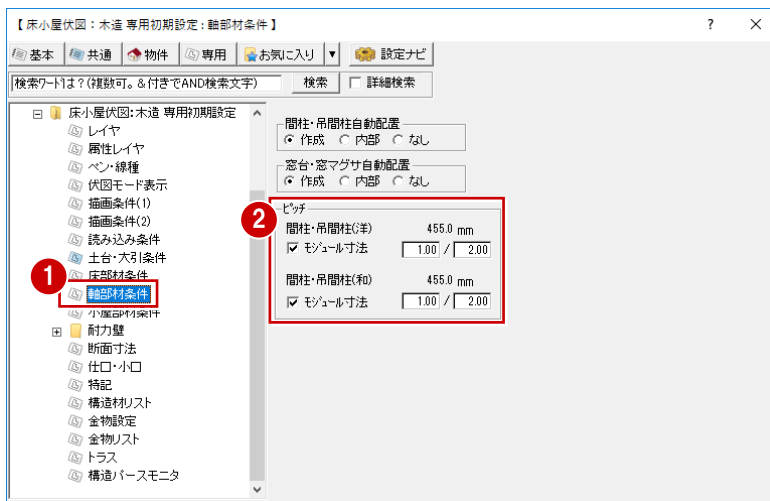 【 床小屋伏図：木造 専用初期設定 : 軸部材条件 】 ? ×
基本 共通 物件 専用 お気に入り ▼ 設定ナビ
検索ワードは？(複数可。＆付きでAND検索文字) 検索 詳細検索
床小屋伏図:木造 専用初期設定
レイヤ
属性レイヤ
ペン・線種
伏図モード表示
描画条件(1)
描画条件(2)
読み込み条件
土台・大引条件
床部材条件
1
軸部材条件
小屋部材条件
耐力壁
断面寸法
仕口・小口
特記
構造材リスト
金物設定
金物リスト
トラス
構造パースモニタ
間柱・吊間柱自動配置
作成 内部 なし
窓台・窓マグサ自動配置
作成 内部 なし
2
ピッチ
間柱・吊間柱(洋) 455.0 mm
モジュール寸法 1.00 / 2.00
間柱・吊間柱(和) 455.0 mm
モジュール寸法 1.00 / 2.00